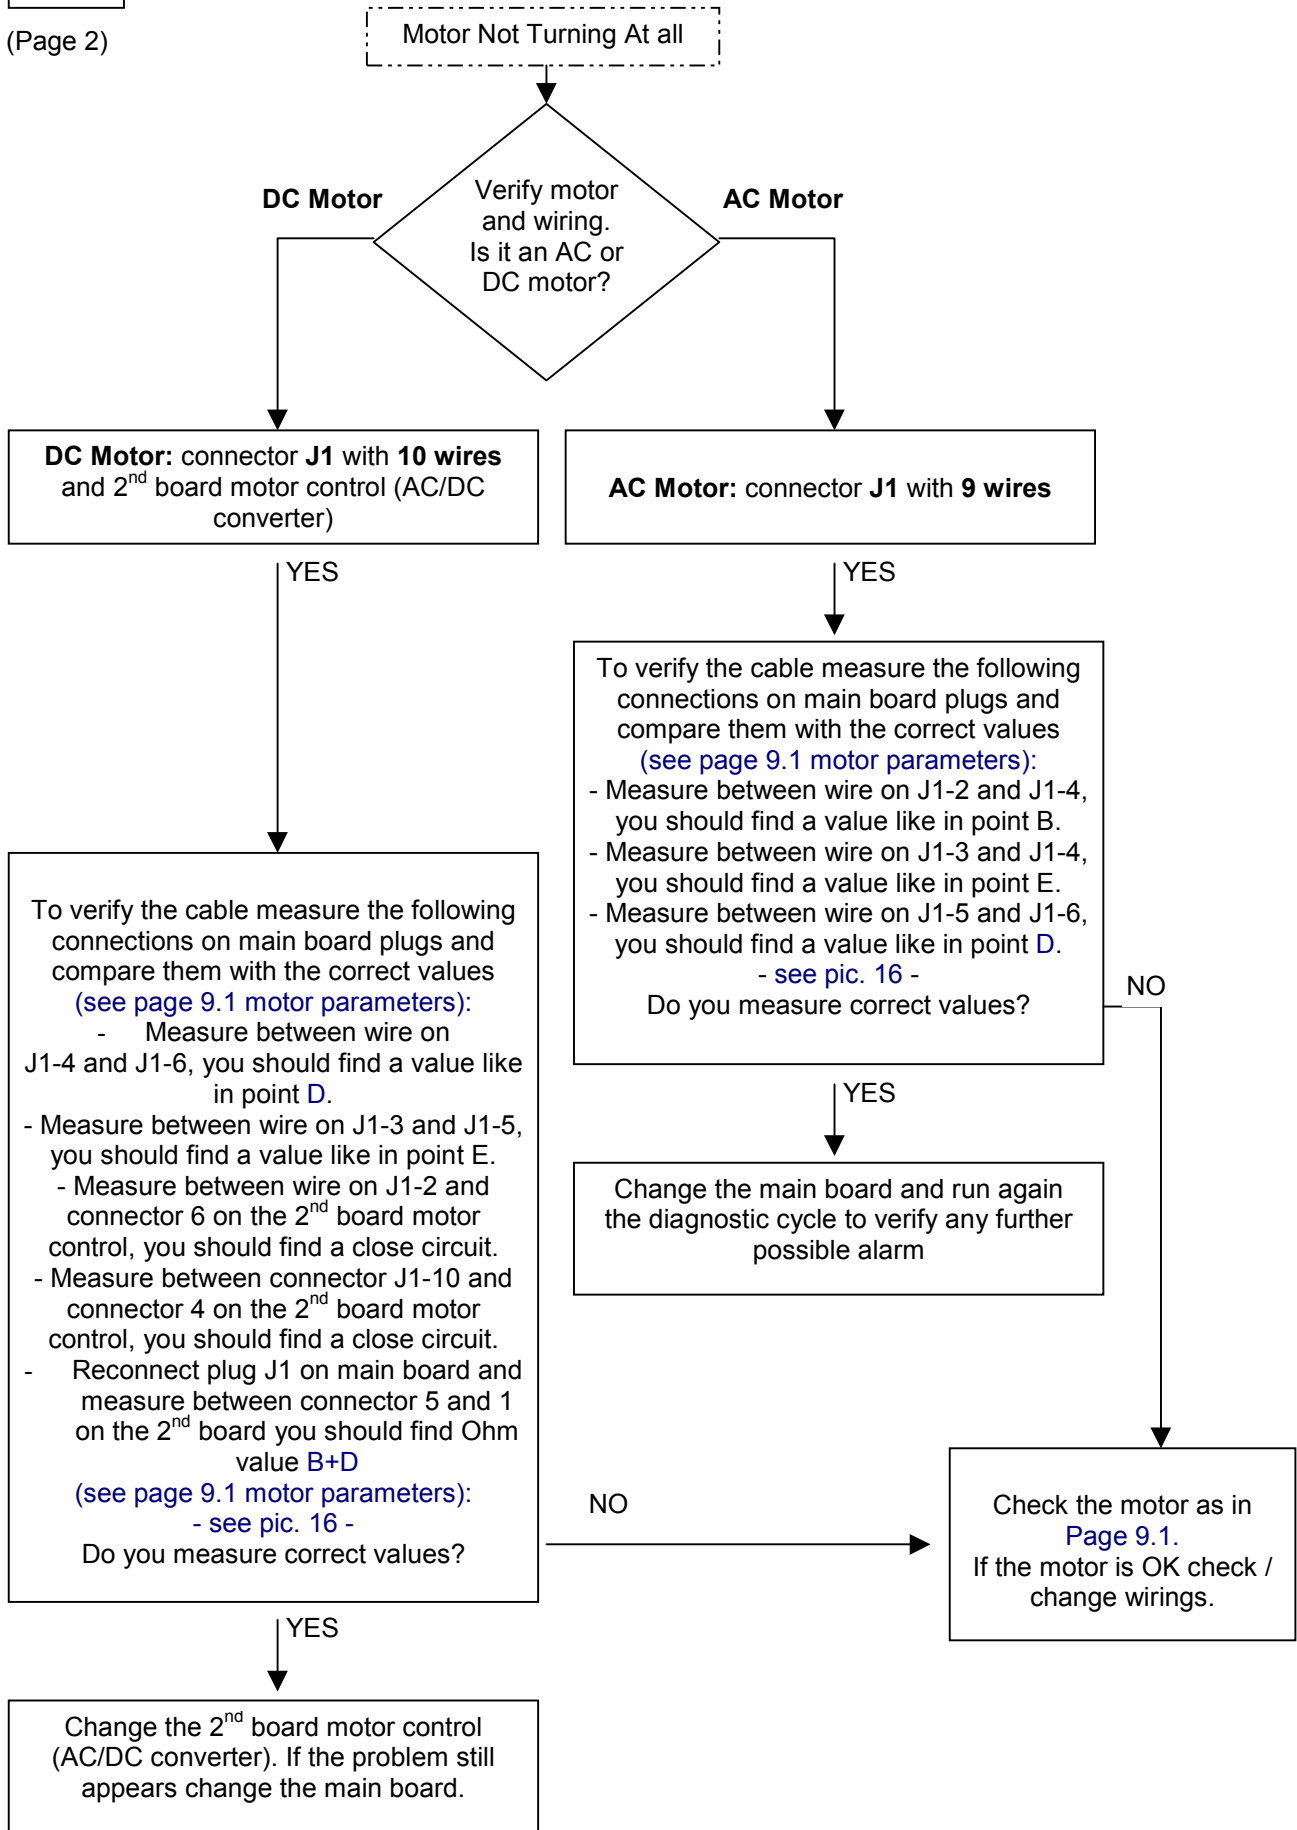 (Page 2)
Motor Not Turning At all
DC Motor
Verify motor
and wiring.
Is it an AC or
DC motor?
AC Motor
DC Motor: connector J1 with 10 wires
and 2nd board motor control (AC/DC
converter)
AC Motor: connector J1 with 9 wires
YES
YES
To verify the cable measure the following
connections on main board plugs and
compare them with the correct values
(see page 9.1 motor parameters):
- Measure between wire on J1-2 and J1-4,
you should find a value like in point B.
- Measure between wire on J1-3 and J1-4,
you should find a value like in point E.
- Measure between wire on J1-5 and J1-6,
you should find a value like in point D.
- see pic. 16 -
Do you measure correct values?
NO
YES
Change the main board and run again
the diagnostic cycle to verify any further
possible alarm
To verify the cable measure the following
connections on main board plugs and
compare them with the correct values
(see page 9.1 motor parameters):
- Measure between wire on
J1-4 and J1-6, you should find a value like
in point D.
- Measure between wire on J1-3 and J1-5,
you should find a value like in point E.
- Measure between wire on J1-2 and
connector 6 on the 2nd board motor
control, you should find a close circuit.
- Measure between connector J1-10 and
connector 4 on the 2nd board motor
control, you should find a close circuit.
- Reconnect plug J1 on main board and
measure between connector 5 and 1
on the 2nd board you should find Ohm
value B+D
(see page 9.1 motor parameters):
- see pic. 16 -
Do you measure correct values?
NO
Check the motor as in
Page 9.1.
If the motor is OK check /
change wirings.
YES
Change the 2nd board motor control
(AC/DC converter). If the problem still
appears change the main board.